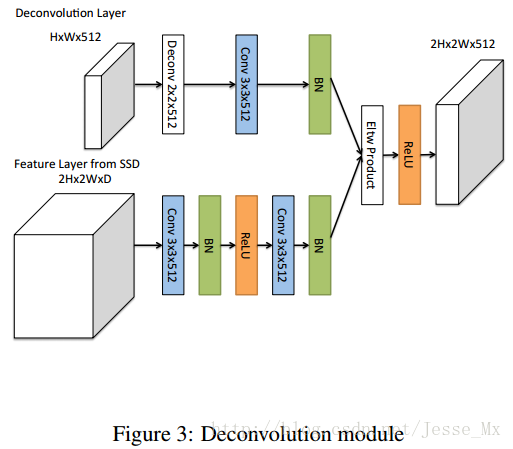 Deconvolution Layer
HxWx512
2Hx2Wx512
Deconv 2x2x512
Conv 3x3x512
BN
Eltw Product
ReLU
Feature Layer from SSD
2Hx2WxD
Conv 3x3x512
BN
ReLU
Conv 3x3x512
BN
Figure 3: Deconvolution module
http://blog.csdn.net/Jesse_Mx